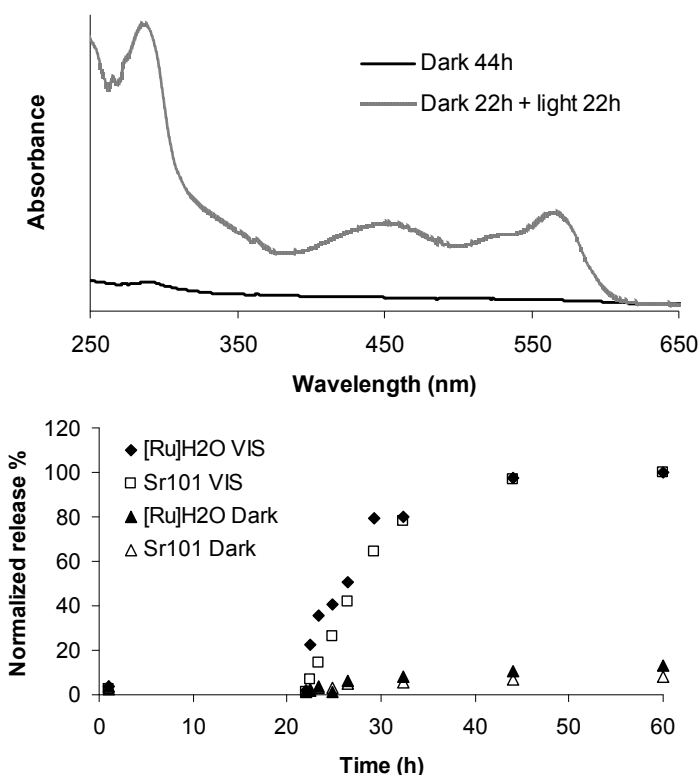 Absorbance
Dark 44h
Dark 22h + light 22h
250 350 450 550 650
Wavelength (nm)
Normalized release %
120
100
80
60
40
20
0
[Ru]H2O VIS
Sr101 VIS
[Ru]H2O Dark
Sr101 Dark
0 10 20 30 40 50 60
Time (h)